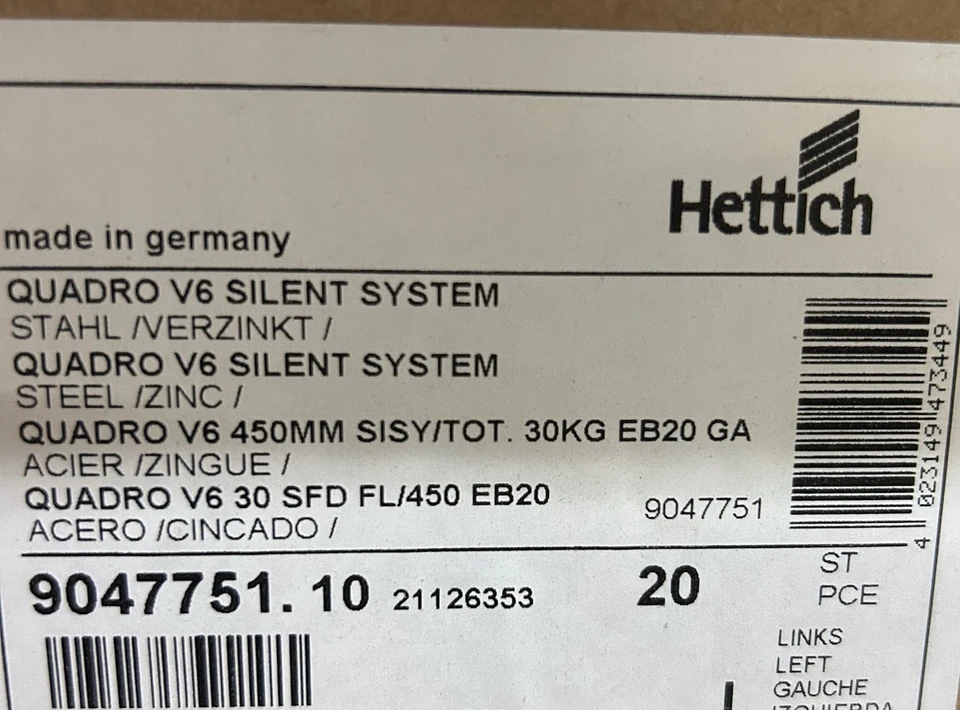 Hettich
made in germany
QUADRO V6 SILENT SYSTEM
STAHL /VERZINKT /
QUADRO V6 SILENT SYSTEM
STEEL /ZINC /
QUADRO V6 450MM SISY/TOT. 30KG EB20 GA
ACIER /ZINGUE /
QUADRO V6 30 SFD FL/450 EB20
9047751
ACERO /CINCADO /
4 023149 473449
9047751. 10 21126353 20 ST
PCE
LINKS
LEFT
GAUCHE
IZQUIERDA